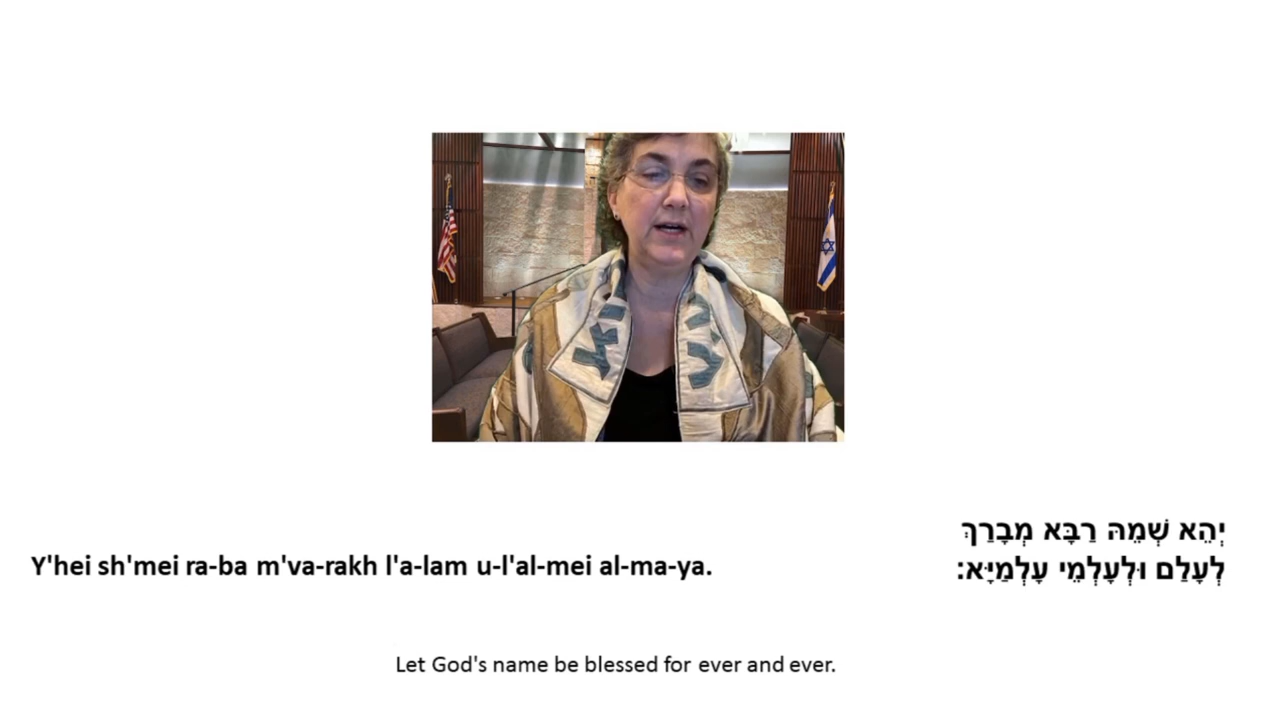 Y'hei sh'mei ra-ba m'va-rakh l'a-lam u-l'al-mei al-ma-ya.
יְהֵא שְׁמֵהּ רַבָּא מְבָרַךְ
לְעָלַם וּלְעָלְמֵי עָלְמַיָּא:
Let God's name be blessed for ever and ever.